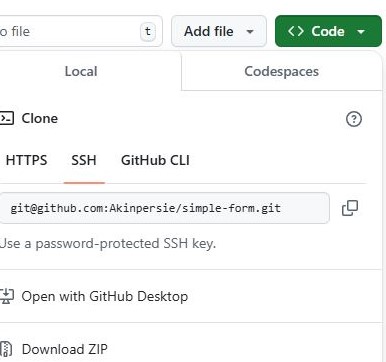 o file t Add file <> Code
Local Codespaces
Clone
HTTPS SSH GitHub CLI
git@github.com:Akinpersie/simple-form.git
Use a password-protected SSH key.
Open with GitHub Desktop
Download ZIP